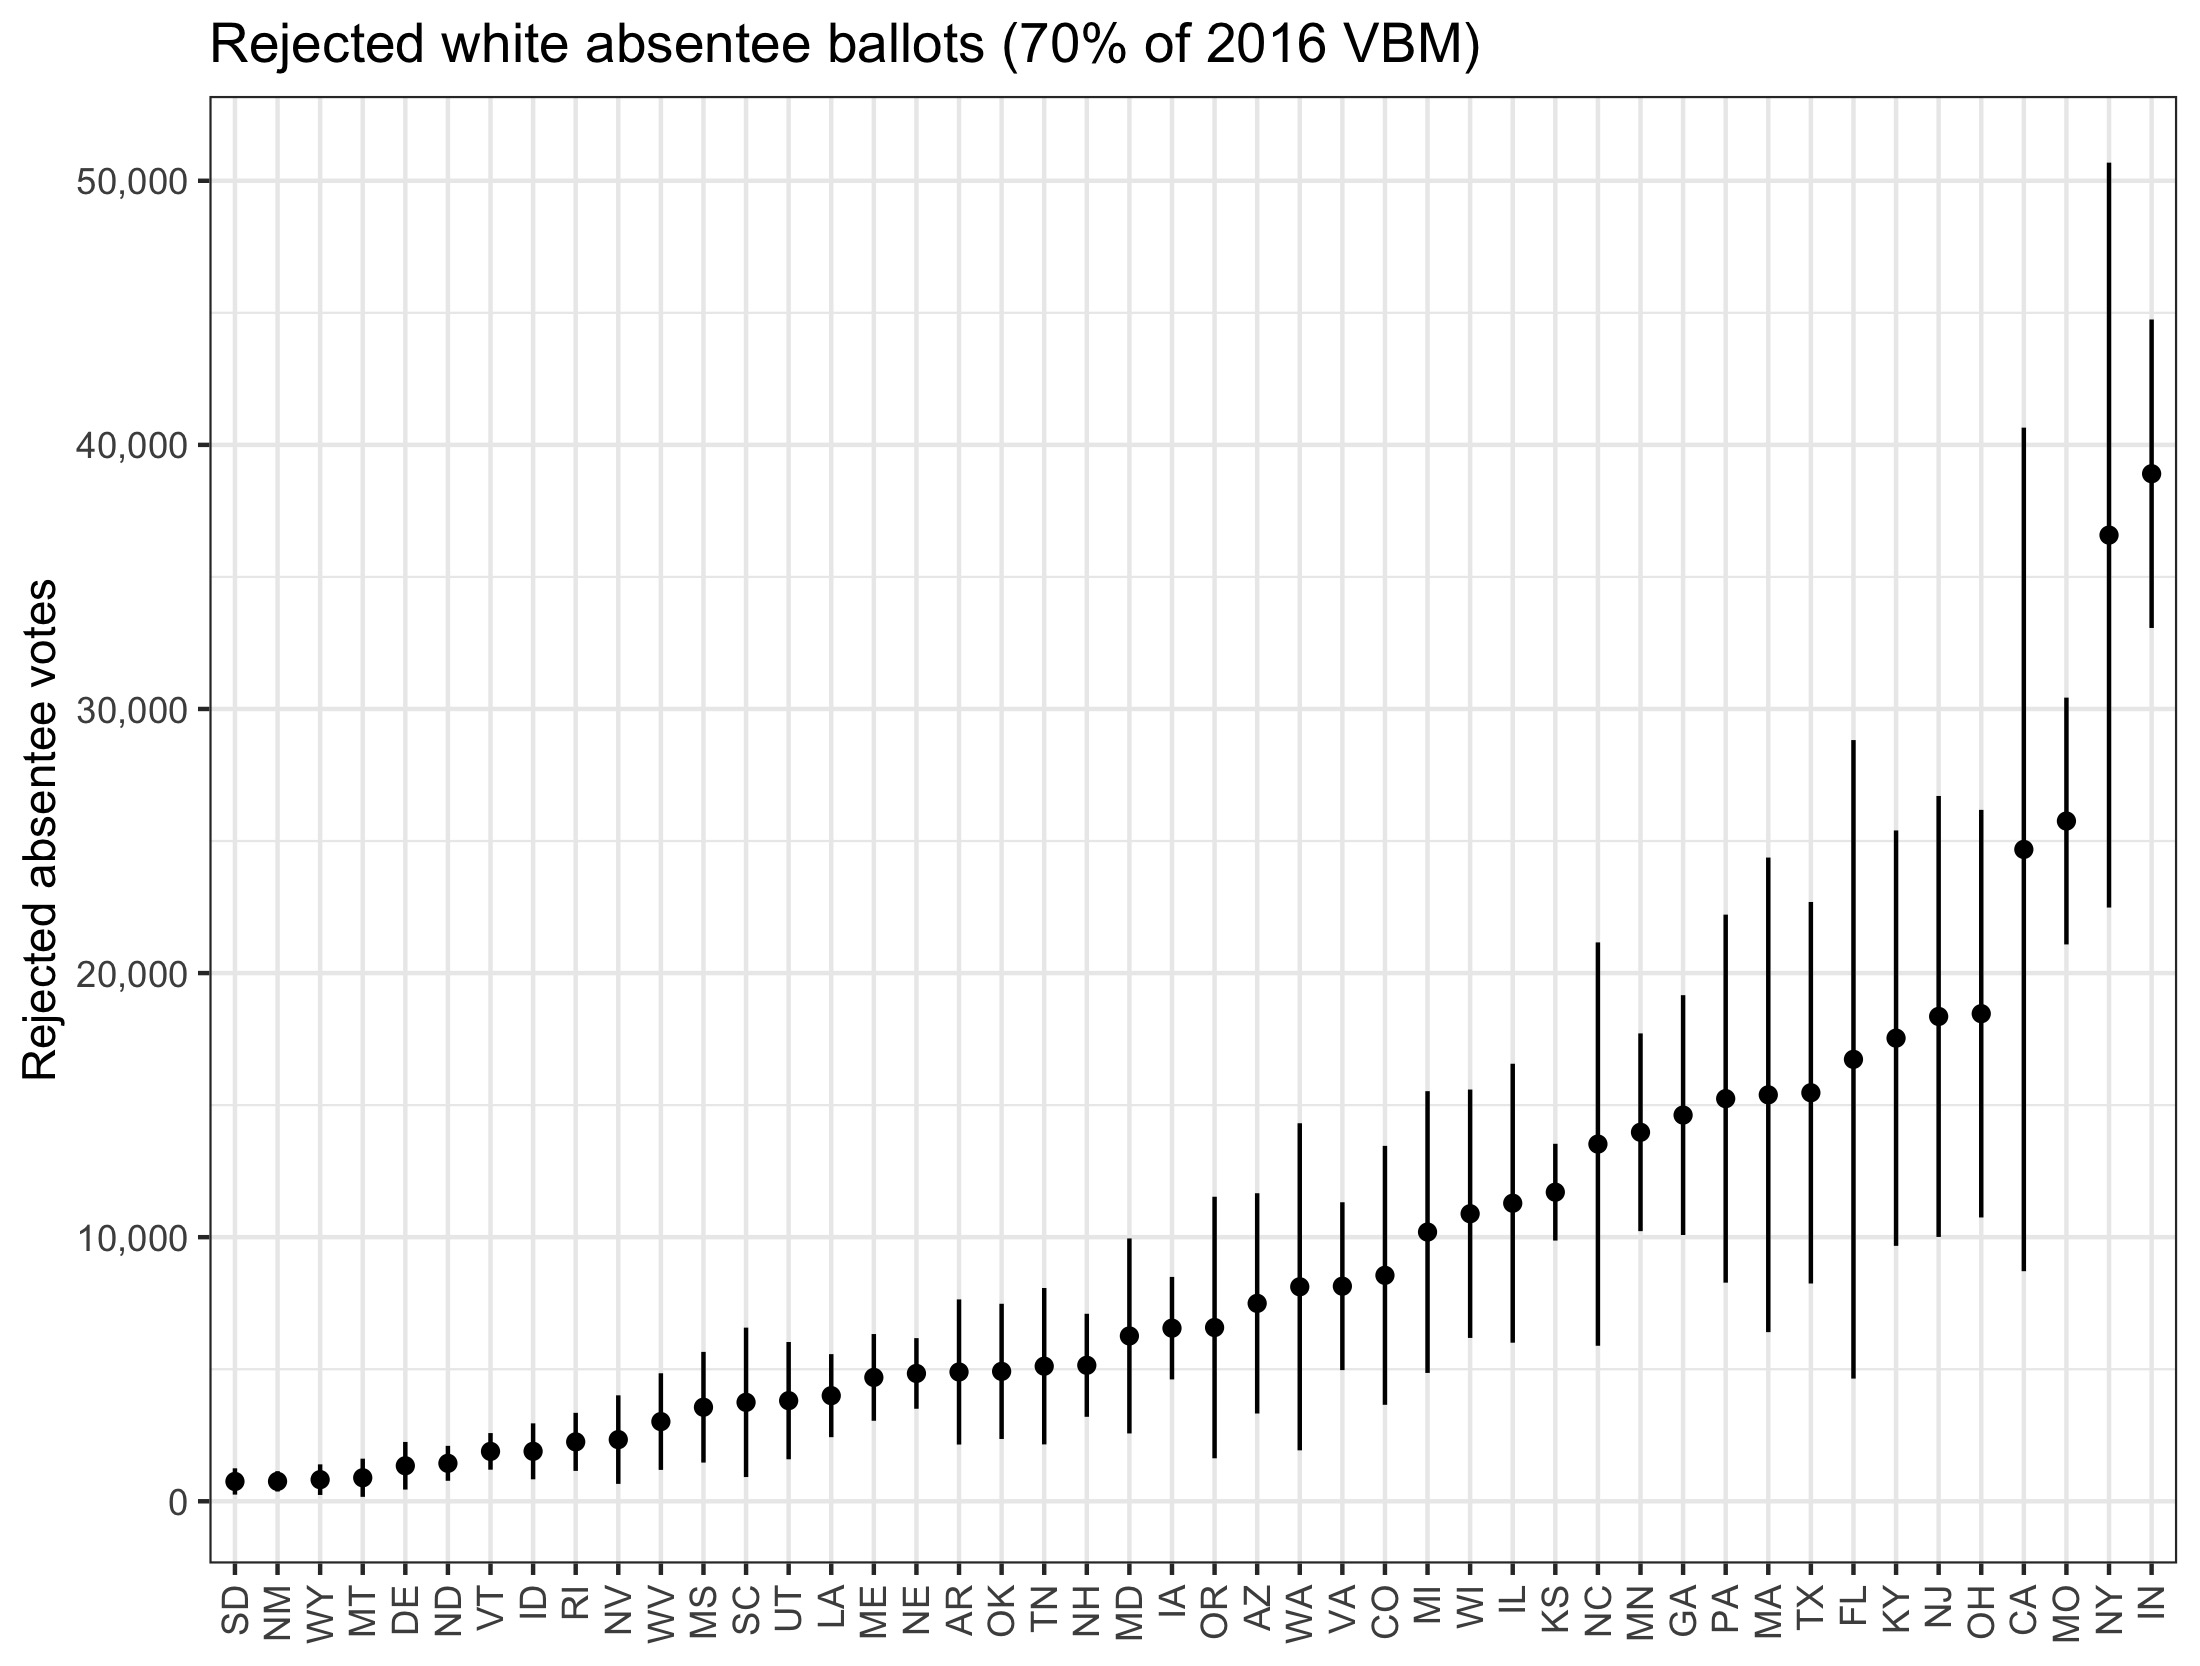 Rejected white absentee ballots (70% of 2016 VBM)
Rejected absentee votes
50,000
40,000
30,000
20,000
10,000
0
SD NM WY MT DE ND VT ID RI NV WV MS SC UT LA ME NE AR OK TN NH MD IA OR AZ WA VA CO MI WI IL KS NC MN GA PA MA TX FL KY NJ OH CA MO NY IN